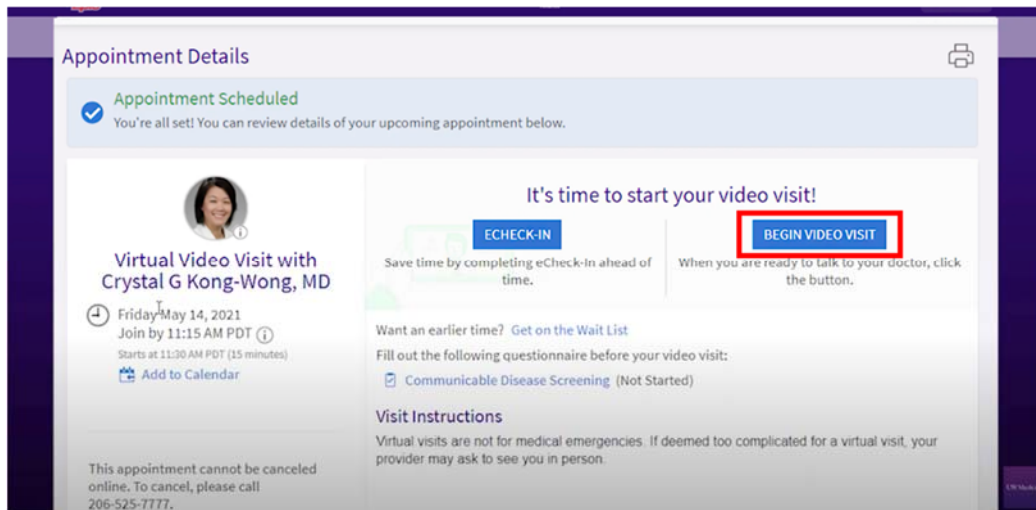 Appointment Details
Appointment Scheduled
You're all set! You can review details of your upcoming appointment below.
Virtual Video Visit with
Crystal G Kong-Wong, MD
Friday May 14, 2021
Join by 11:15 AM PDT
Starts at 11:30 AM PDT (15 minutes)
Add to Calendar
This appointment cannot be canceled
online. To cancel, please call
206-525-7777.
It's time to start your video visit!
ECHECK-IN
Save time by completing eCheck-In ahead of
time.
BEGIN VIDEO VISIT
When you are ready to talk to your doctor, click
the button.
Want an earlier time? Get on the Wait List
Fill out the following questionnaire before your video visit:
Communicable Disease Screening (Not Started)
Visit Instructions
Virtual visits are not for medical emergencies. If deemed too complicated for a virtual visit, your
provider may ask to see you in person.